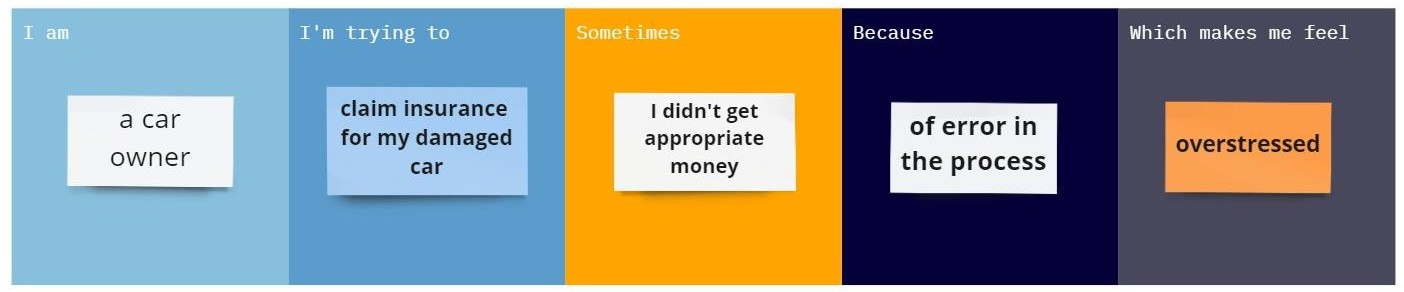 I am
a car
owner
I'm trying to
claim insurance
for my damaged
car
Sometimes
I didn't get
appropriate
money
Because
of error in
the process
Which makes me feel
overstressed